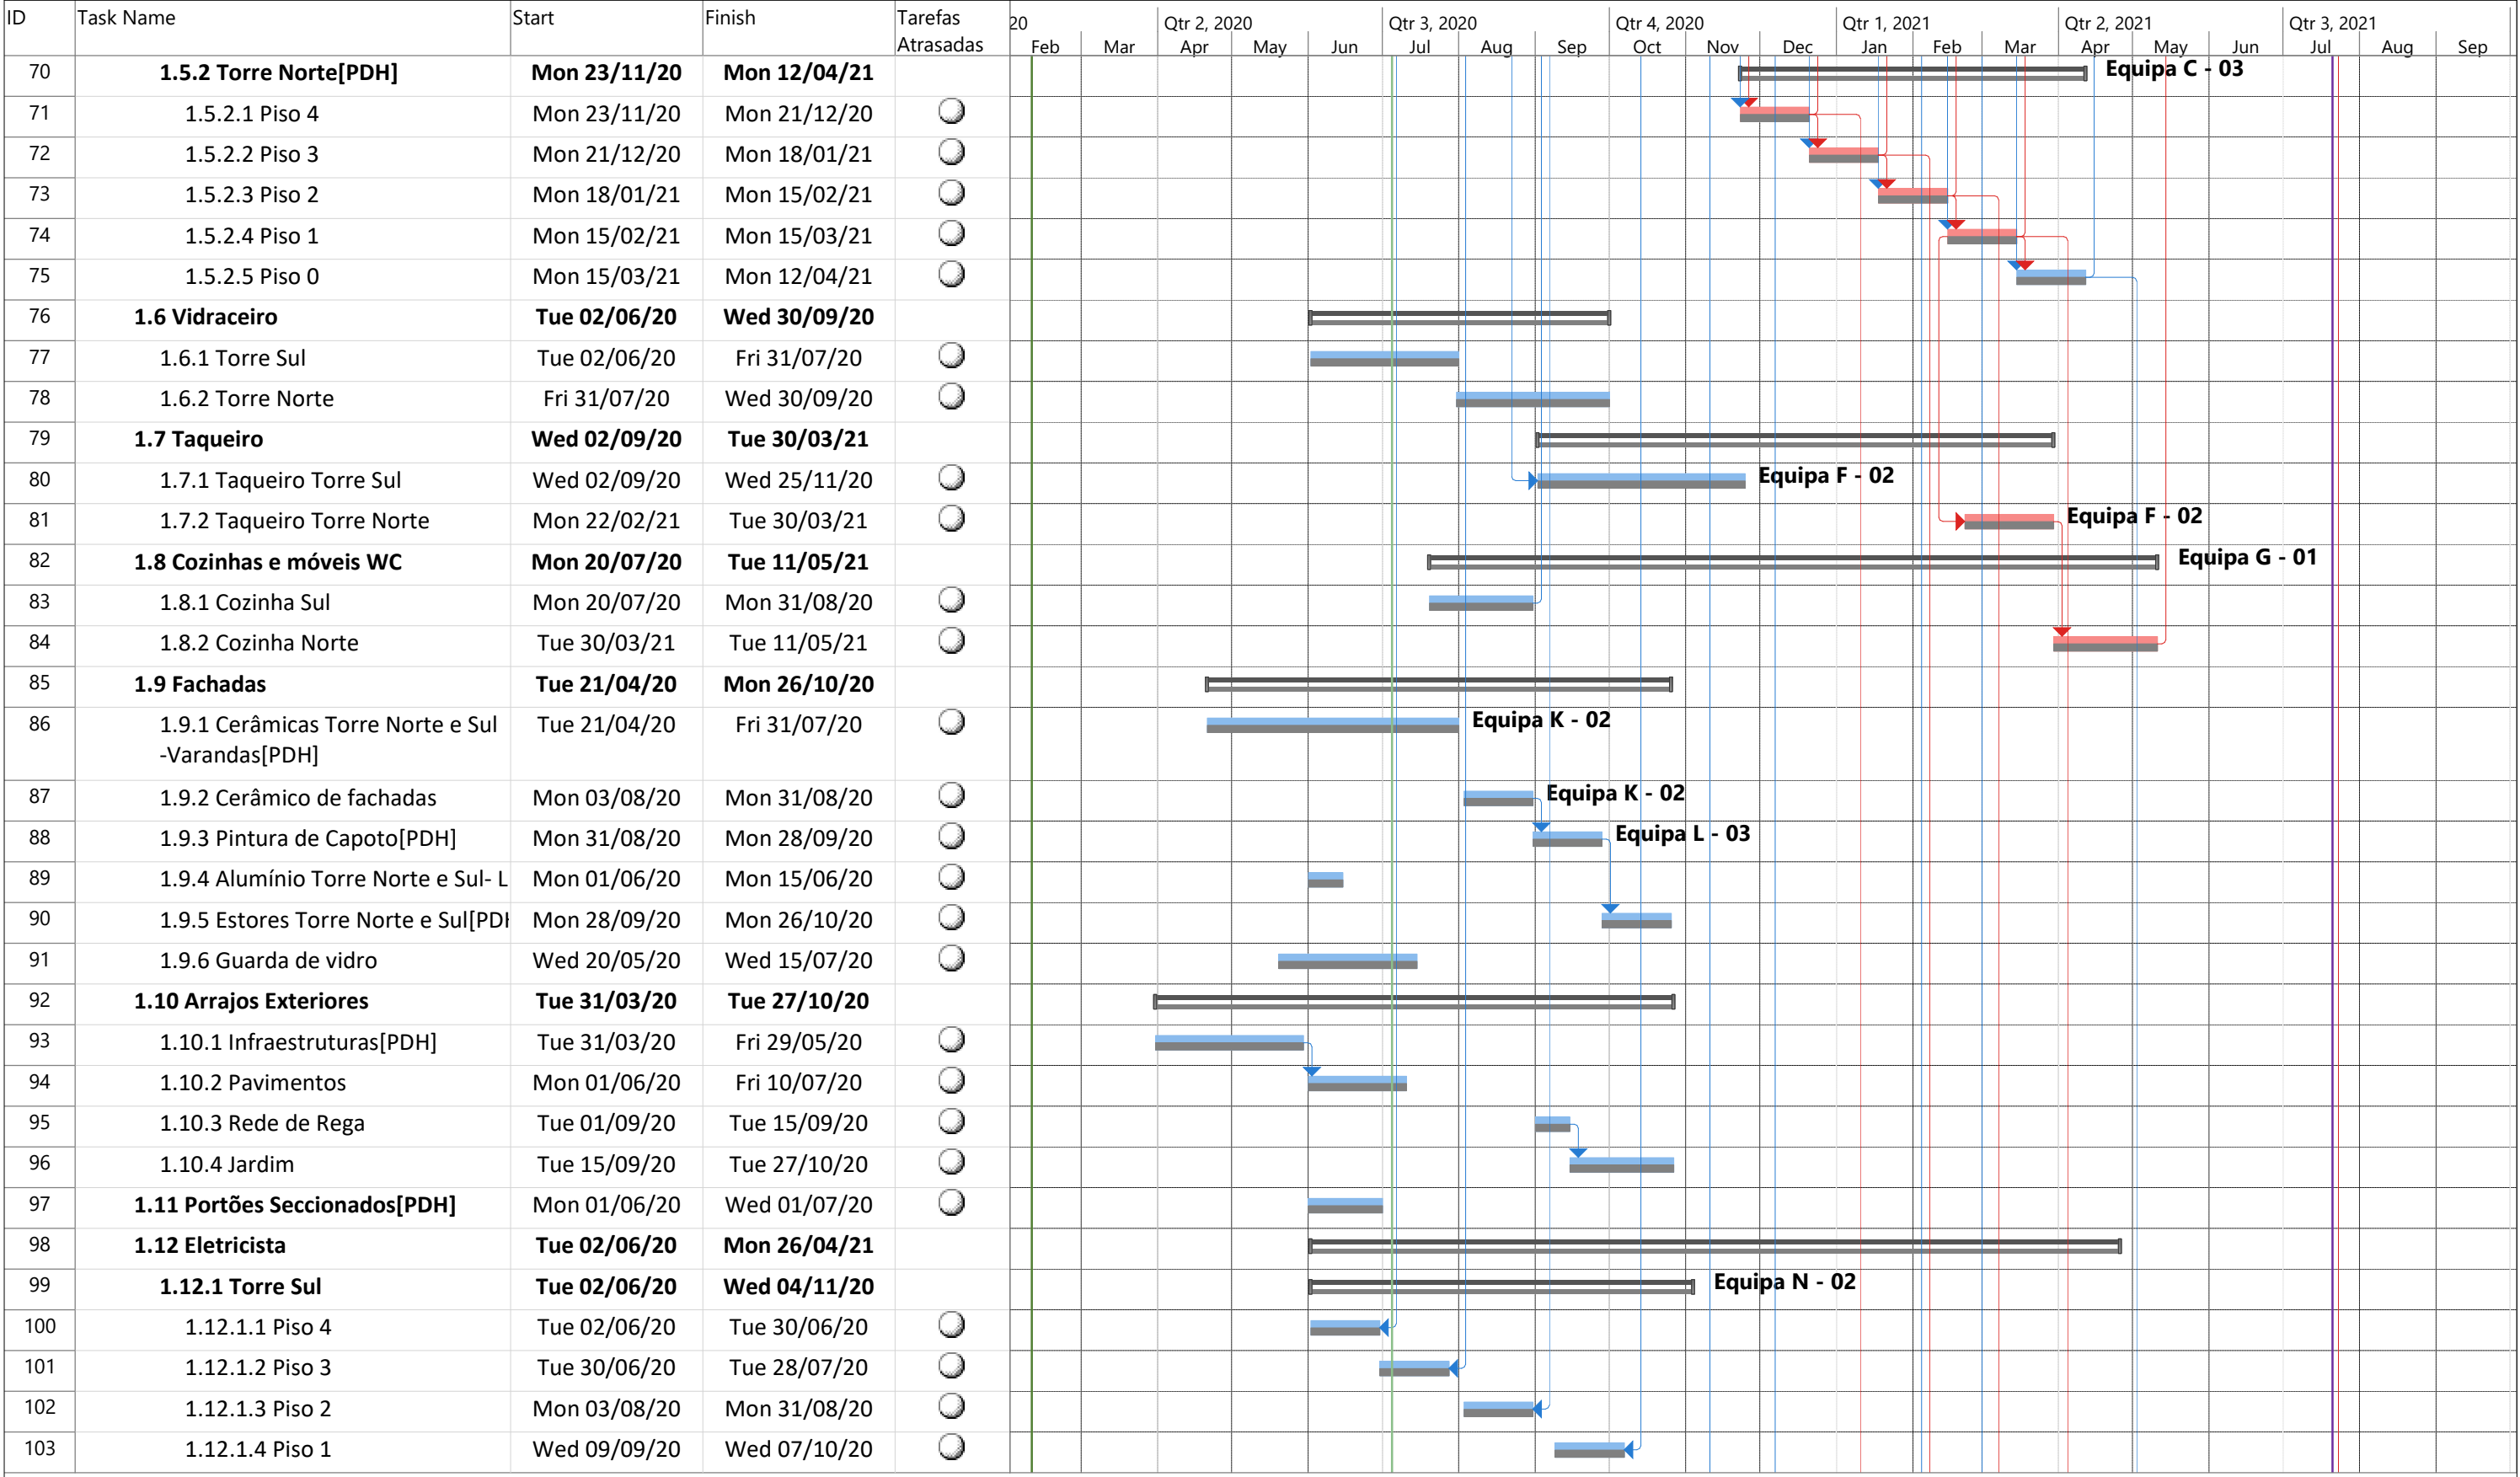 ID Task Name Start Finish Tarefas Atrasadas
20 Qtr 2, 2020 Qtr 3, 2020 Qtr 4, 2020 Qtr 1, 2021 Qtr 2, 2021 Qtr 3, 2021
Feb Mar Apr May Jun Jul Aug Sep Oct Nov Dec Jan Feb Mar Apr May Jun Jul Aug Sep
70 1.5.2 Torre Norte[PDH] Mon 23/11/20 Mon 12/04/21 Equipa C - 03
71 1.5.2.1 Piso 4 Mon 23/11/20 Mon 21/12/20
72 1.5.2.2 Piso 3 Mon 21/12/20 Mon 18/01/21
73 1.5.2.3 Piso 2 Mon 18/01/21 Mon 15/02/21
74 1.5.2.4 Piso 1 Mon 15/02/21 Mon 15/03/21
75 1.5.2.5 Piso 0 Mon 15/03/21 Mon 12/04/21
76 1.6 Vidraceiro Tue 02/06/20 Wed 30/09/20
77 1.6.1 Torre Sul Tue 02/06/20 Fri 31/07/20
78 1.6.2 Torre Norte Fri 31/07/20 Wed 30/09/20
79 1.7 Taqueiro Wed 02/09/20 Tue 30/03/21
80 1.7.1 Taqueiro Torre Sul Wed 02/09/20 Wed 25/11/20 Equipa F - 02
81 1.7.2 Taqueiro Torre Norte Mon 22/02/21 Tue 30/03/21 Equipa F - 02
82 1.8 Cozinhas e móveis WC Mon 20/07/20 Tue 11/05/21 Equipa G - 01
83 1.8.1 Cozinha Sul Mon 20/07/20 Mon 31/08/20
84 1.8.2 Cozinha Norte Tue 30/03/21 Tue 11/05/21
85 1.9 Fachadas Tue 21/04/20 Mon 26/10/20
86 1.9.1 Cerâmicas Torre Norte e Sul Tue 21/04/20 Fri 31/07/20 Equipa K - 02
-Varandas[PDH]
87 1.9.2 Cerâmico de fachadas Mon 03/08/20 Mon 31/08/20 Equipa K - 02
88 1.9.3 Pintura de Capoto[PDH] Mon 31/08/20 Mon 28/09/20 Equipa L - 03
89 1.9.4 Alumínio Torre Norte e Sul- L Mon 01/06/20 Mon 15/06/20
90 1.9.5 Estores Torre Norte e Sul[PDH Mon 28/09/20 Mon 26/10/20
91 1.9.6 Guarda de vidro Wed 20/05/20 Wed 15/07/20
92 1.10 Arrajos Exteriores Tue 31/03/20 Tue 27/10/20
93 1.10.1 Infraestruturas[PDH] Tue 31/03/20 Fri 29/05/20
94 1.10.2 Pavimentos Mon 01/06/20 Fri 10/07/20
95 1.10.3 Rede de Rega Tue 01/09/20 Tue 15/09/20
96 1.10.4 Jardim Tue 15/09/20 Tue 27/10/20
97 1.11 Portões Seccionados[PDH] Mon 01/06/20 Wed 01/07/20
98 1.12 Eletricista Tue 02/06/20 Mon 26/04/21
99 1.12.1 Torre Sul Tue 02/06/20 Wed 04/11/20 Equipa N - 02
100 1.12.1.1 Piso 4 Tue 02/06/20 Tue 30/06/20
101 1.12.1.2 Piso 3 Tue 30/06/20 Tue 28/07/20
102 1.12.1.3 Piso 2 Mon 03/08/20 Mon 31/08/20
103 1.12.1.4 Piso 1 Wed 09/09/20 Wed 07/10/20